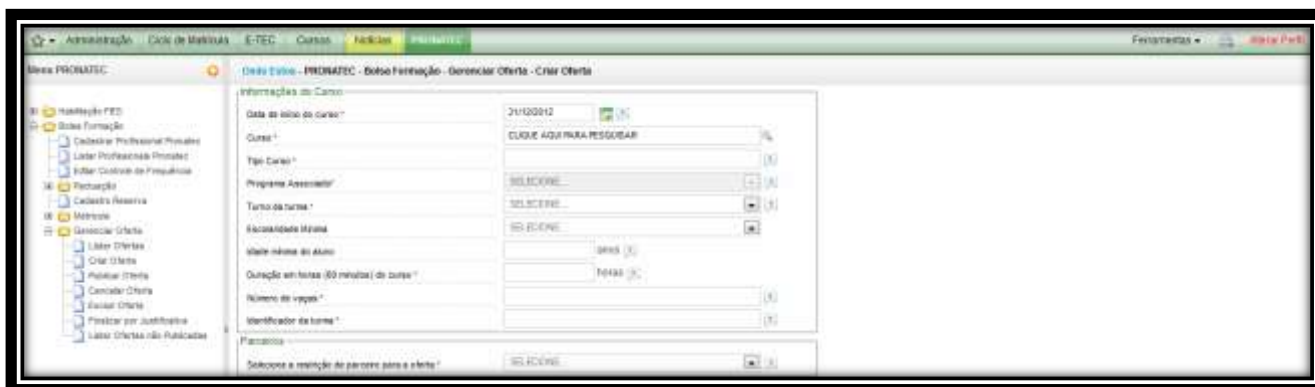 Administração Ciclo de Matrícula E-TEC Cursos Notícias PRONATEC Ferramentas Alterar Perfil
Menu PRONATEC
Onde Estou - PRONATEC - Bolsa Formação - Gerenciar Oferta - Criar Oferta
Habilitação FIES
Bolsa Formação
Cadastrar Profissional Pronatec
Listar Profissionais Pronatec
Editar Controle de Frequência
Pactuação
Cadastro Reserva
Matrícula
Gerenciar Oferta
Listar Ofertas
Criar Oferta
Publicar Oferta
Cancelar Oferta
Excluir Oferta
Finalizar por Justificativa
Listar Ofertas não Publicadas
Informações do Curso
Data de início do curso * 31/12/2012
Curso * CLIQUE AQUI PARA PESQUISAR
Tipo Curso *
Programa Associado* SELECIONE...
Turno da turma * SELECIONE...
Escolaridade Mínima SELECIONE...
Idade mínima do aluno anos
Duração em horas (60 minutos) do curso * horas
Número de vagas *
Identificador da turma *
Parceiros
Selecione a restrição de parceiro para a oferta * SELECIONE...